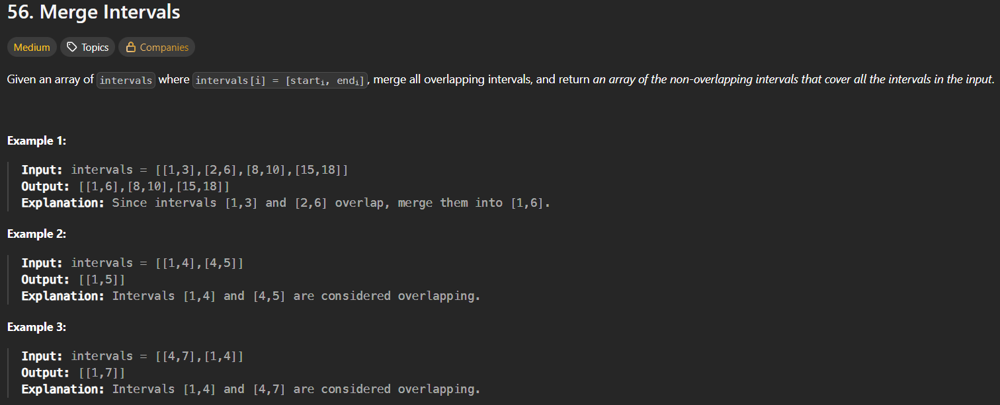 56. Merge Intervals
Medium Topics Companies
Given an array of intervals where intervals[i] = [startᵢ, endᵢ], merge all overlapping intervals, and return an array of the non-overlapping intervals that cover all the intervals in the input.
Example 1:
Input: intervals = [[1,3],[2,6],[8,10],[15,18]]
Output: [[1,6],[8,10],[15,18]]
Explanation: Since intervals [1,3] and [2,6] overlap, merge them into [1,6].
Example 2:
Input: intervals = [[1,4],[4,5]]
Output: [[1,5]]
Explanation: Intervals [1,4] and [4,5] are considered overlapping.
Example 3:
Input: intervals = [[4,7],[1,4]]
Output: [[1,7]]
Explanation: Intervals [1,4] and [4,7] are considered overlapping.